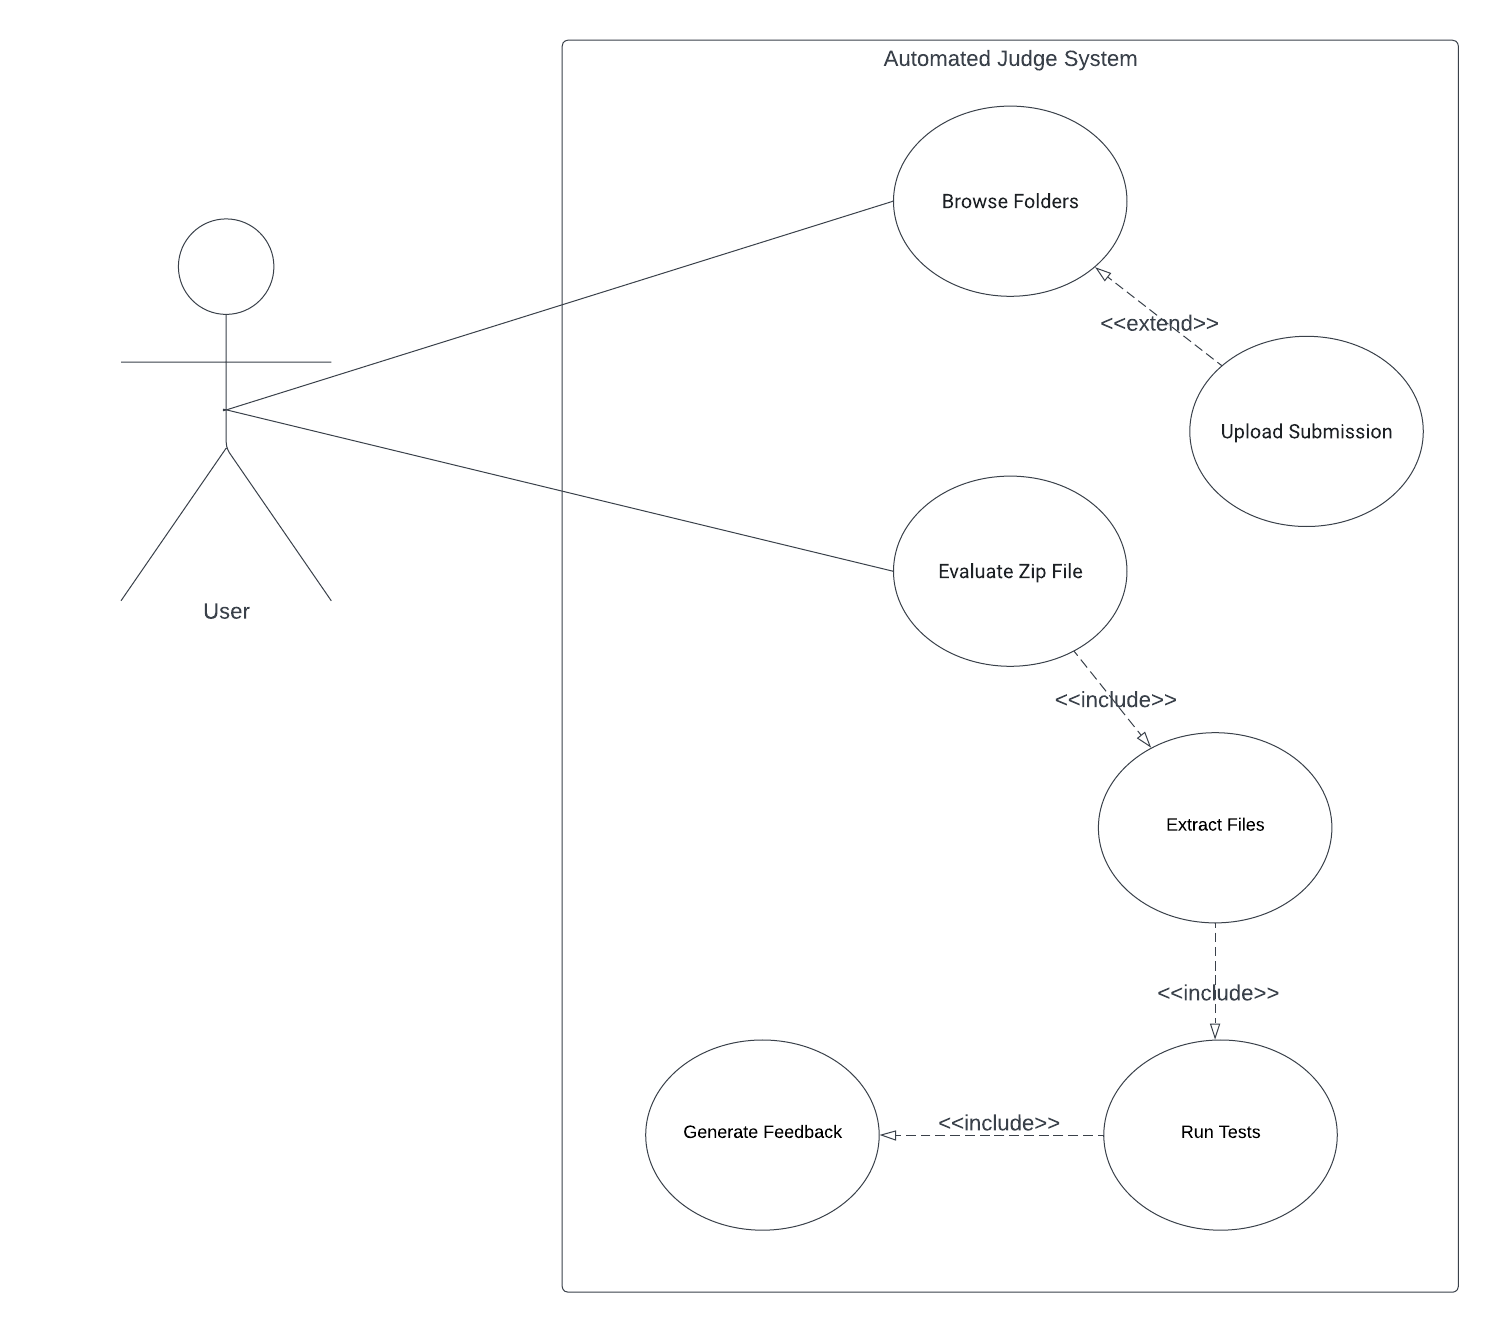 Automated Judge System
Browse Folders
<<extend>>
Upload Submission
Evaluate Zip File
User
<<include>>
Extract Files
<<include>>
Generate Feedback
<<include>>
Run Tests